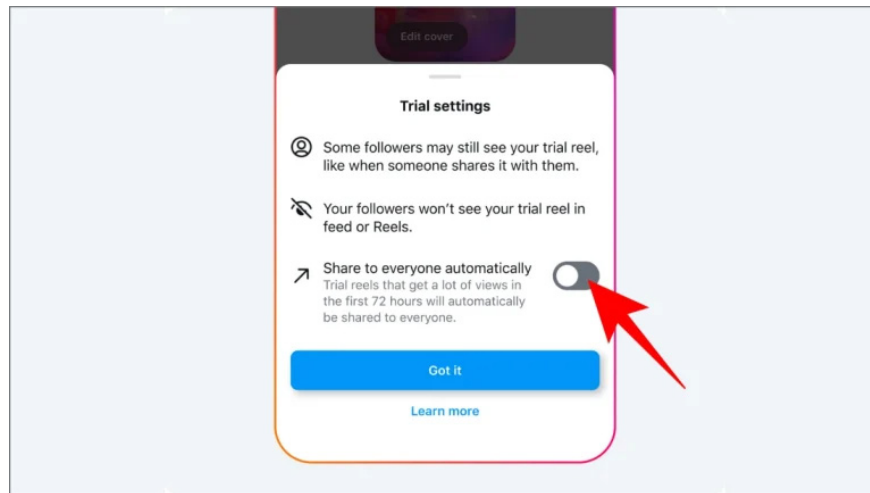 Edit cover
Trial settings
Some followers may still see your trial reel,
like when someone shares it with them.
Your followers won't see your trial reel in
feed or Reels.
Share to everyone automatically
Trial reels that get a lot of views in
the first 72 hours will automatically
be shared to everyone.
Got it
Learn more